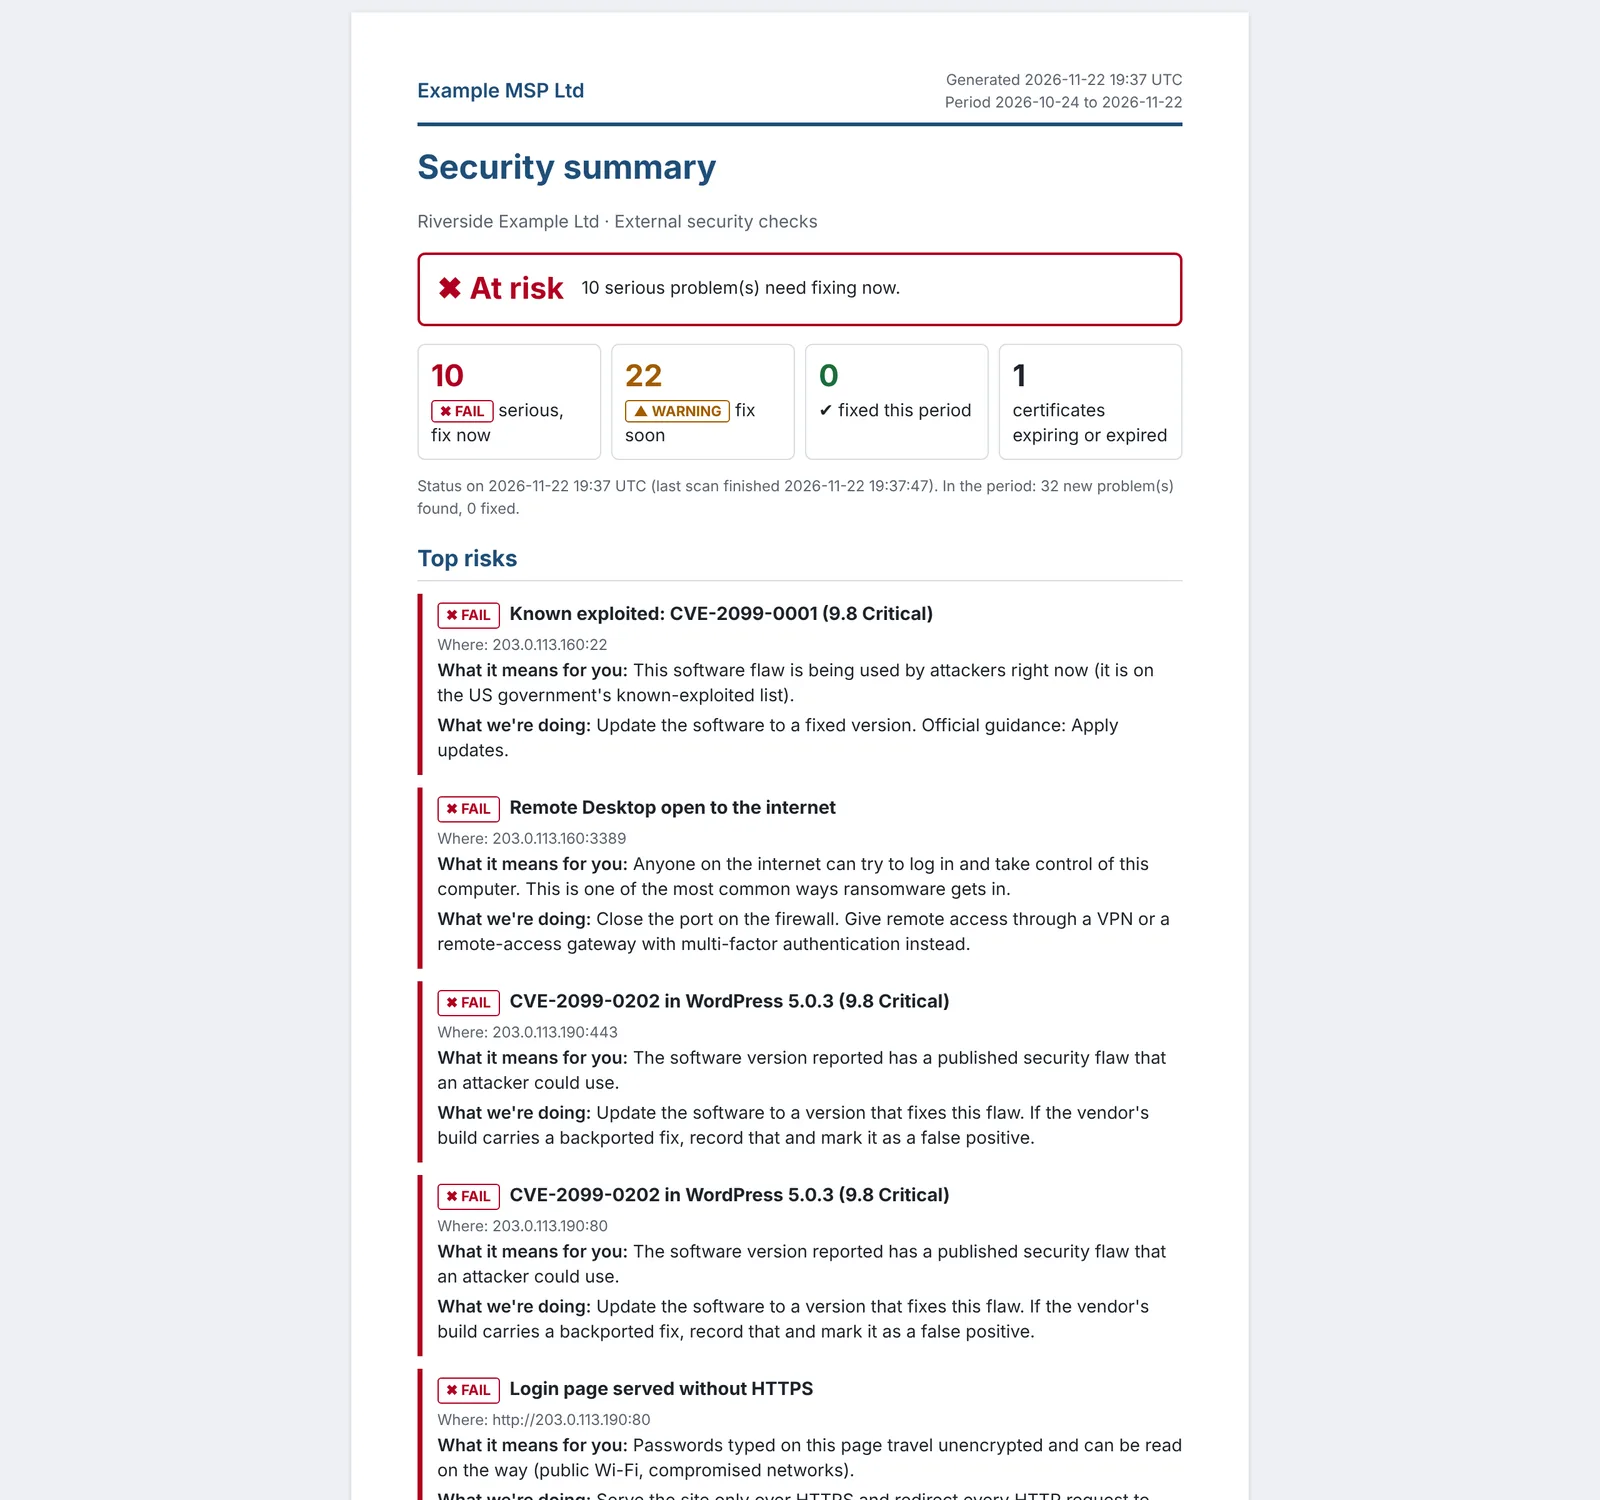 Example MSP Ltd
Generated 2026-11-22 19:37 UTC
Period 2026-10-24 to 2026-11-22
Security summary
Riverside Example Ltd · External security checks
✖ At risk 10 serious problem(s) need fixing now.
10
✖ FAIL serious,
fix now
22
▲ WARNING fix
soon
0
✔ fixed this period
1
certificates
expiring or expired
Status on 2026-11-22 19:37 UTC (last scan finished 2026-11-22 19:37:47). In the period: 32 new problem(s)
found, 0 fixed.
Top risks
✖ FAIL Known exploited: CVE-2099-0001 (9.8 Critical)
Where: 203.0.113.160:22
What it means for you: This software flaw is being used by attackers right now (it is on
the US government's known-exploited list).
What we're doing: Update the software to a fixed version. Official guidance: Apply
updates.
✖ FAIL Remote Desktop open to the internet
Where: 203.0.113.160:3389
What it means for you: Anyone on the internet can try to log in and take control of this
computer. This is one of the most common ways ransomware gets in.
What we're doing: Close the port on the firewall. Give remote access through a VPN or a
remote-access gateway with multi-factor authentication instead.
✖ FAIL CVE-2099-0202 in WordPress 5.0.3 (9.8 Critical)
Where: 203.0.113.190:443
What it means for you: The software version reported has a published security flaw that
an attacker could use.
What we're doing: Update the software to a version that fixes this flaw. If the vendor's
build carries a backported fix, record that and mark it as a false positive.
✖ FAIL CVE-2099-0202 in WordPress 5.0.3 (9.8 Critical)
Where: 203.0.113.190:80
What it means for you: The software version reported has a published security flaw that
an attacker could use.
What we're doing: Update the software to a version that fixes this flaw. If the vendor's
build carries a backported fix, record that and mark it as a false positive.
✖ FAIL Login page served without HTTPS
Where: http://203.0.113.190:80
What it means for you: Passwords typed on this page travel unencrypted and can be read
on the way (public Wi-Fi, compromised networks).
What we're doing: Serve the site only over HTTPS and redirect every HTTP request to